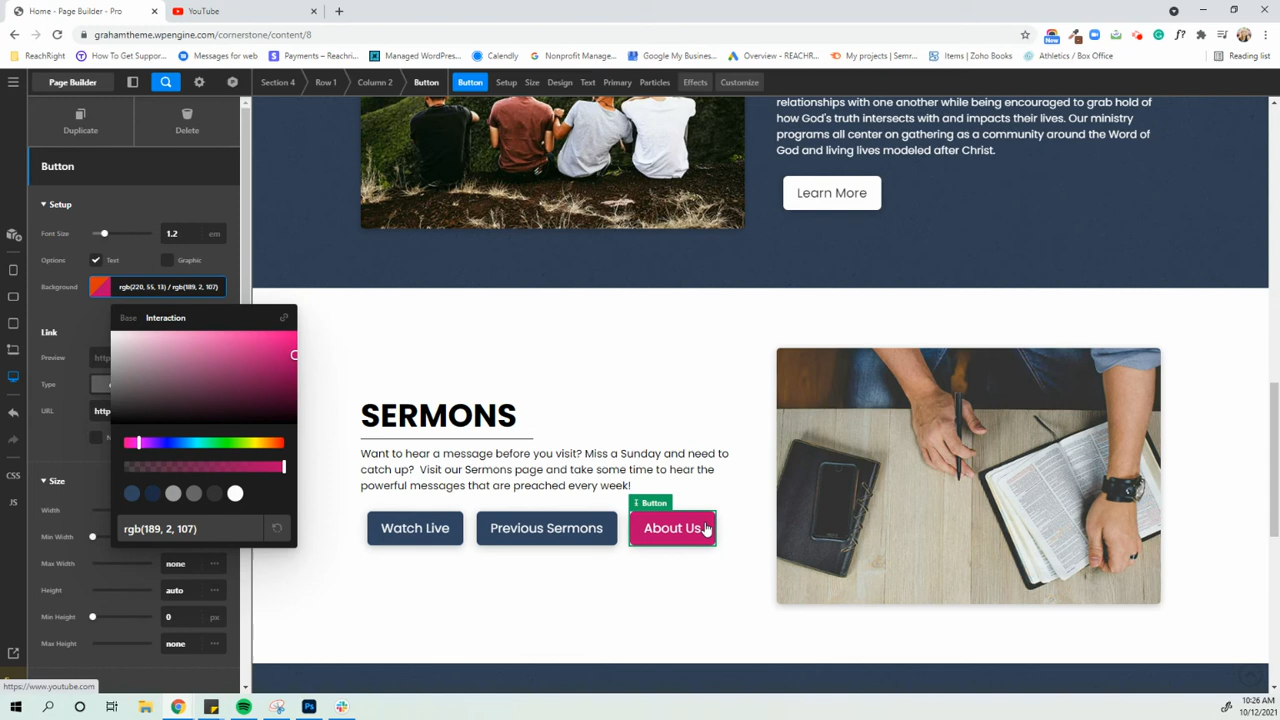 Home - Page Builder - Pro
YouTube
grahamtheme.wpengine.com/cornerstone/content/8
ReachRight
How To Get Suppor...
Messages for web
Payments – Reachri...
Managed WordPres...
Calendly
Nonprofit Manage...
Google My Busines...
Overview - REACHR...
My projects | Semr...
Items | Zoho Books
Athletics / Box Office
Reading list
New
Page Builder
Section 4
Row 1
Column 2
Button
Button
Setup
Size
Design
Text
Primary
Particles
Effects
Customize
Duplicate
Delete
Button
Setup
Font Size
1.2
em
Options
Text
Graphic
Background
rgb(220, 55, 13) / rgb(189, 2, 107)
Base
Interaction
Link
Preview
http
Type
URL
http
rgb(189, 2, 107)
Size
Width
Min Width
Max Width
none
Height
auto
Min Height
0
px
Max Height
none
CSS
JS
relationships with one another while being encouraged to grab hold of
how God's truth intersects with and impacts their lives. Our ministry
programs all center on gathering as a community around the Word of
God and living lives modeled after Christ.
Learn More
SERMONS
Want to hear a message before you visit? Miss a Sunday and need to
catch up?  Visit our Sermons page and take some time to hear the
powerful messages that are preached every week!
Button
Watch Live
Previous Sermons
About Us
https://www.youtube.com
10:26 AM
10/12/2021